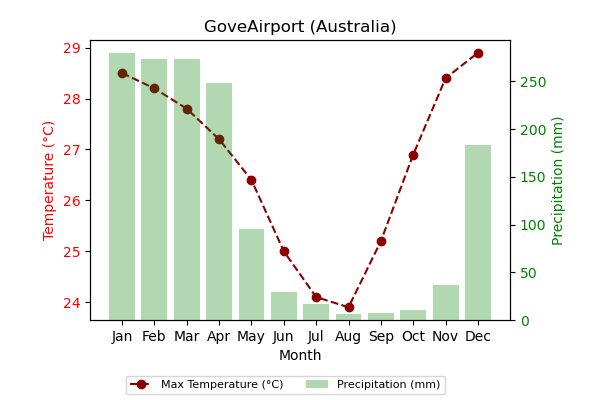 GoveAirport (Australia)
29
28
27
26
25
24
Temperature (°C)
250
200
150
100
50
0
Precipitation (mm)
Jan Feb Mar Apr May Jun Jul Aug Sep Oct Nov Dec
Month
Max Temperature (°C) Precipitation (mm)